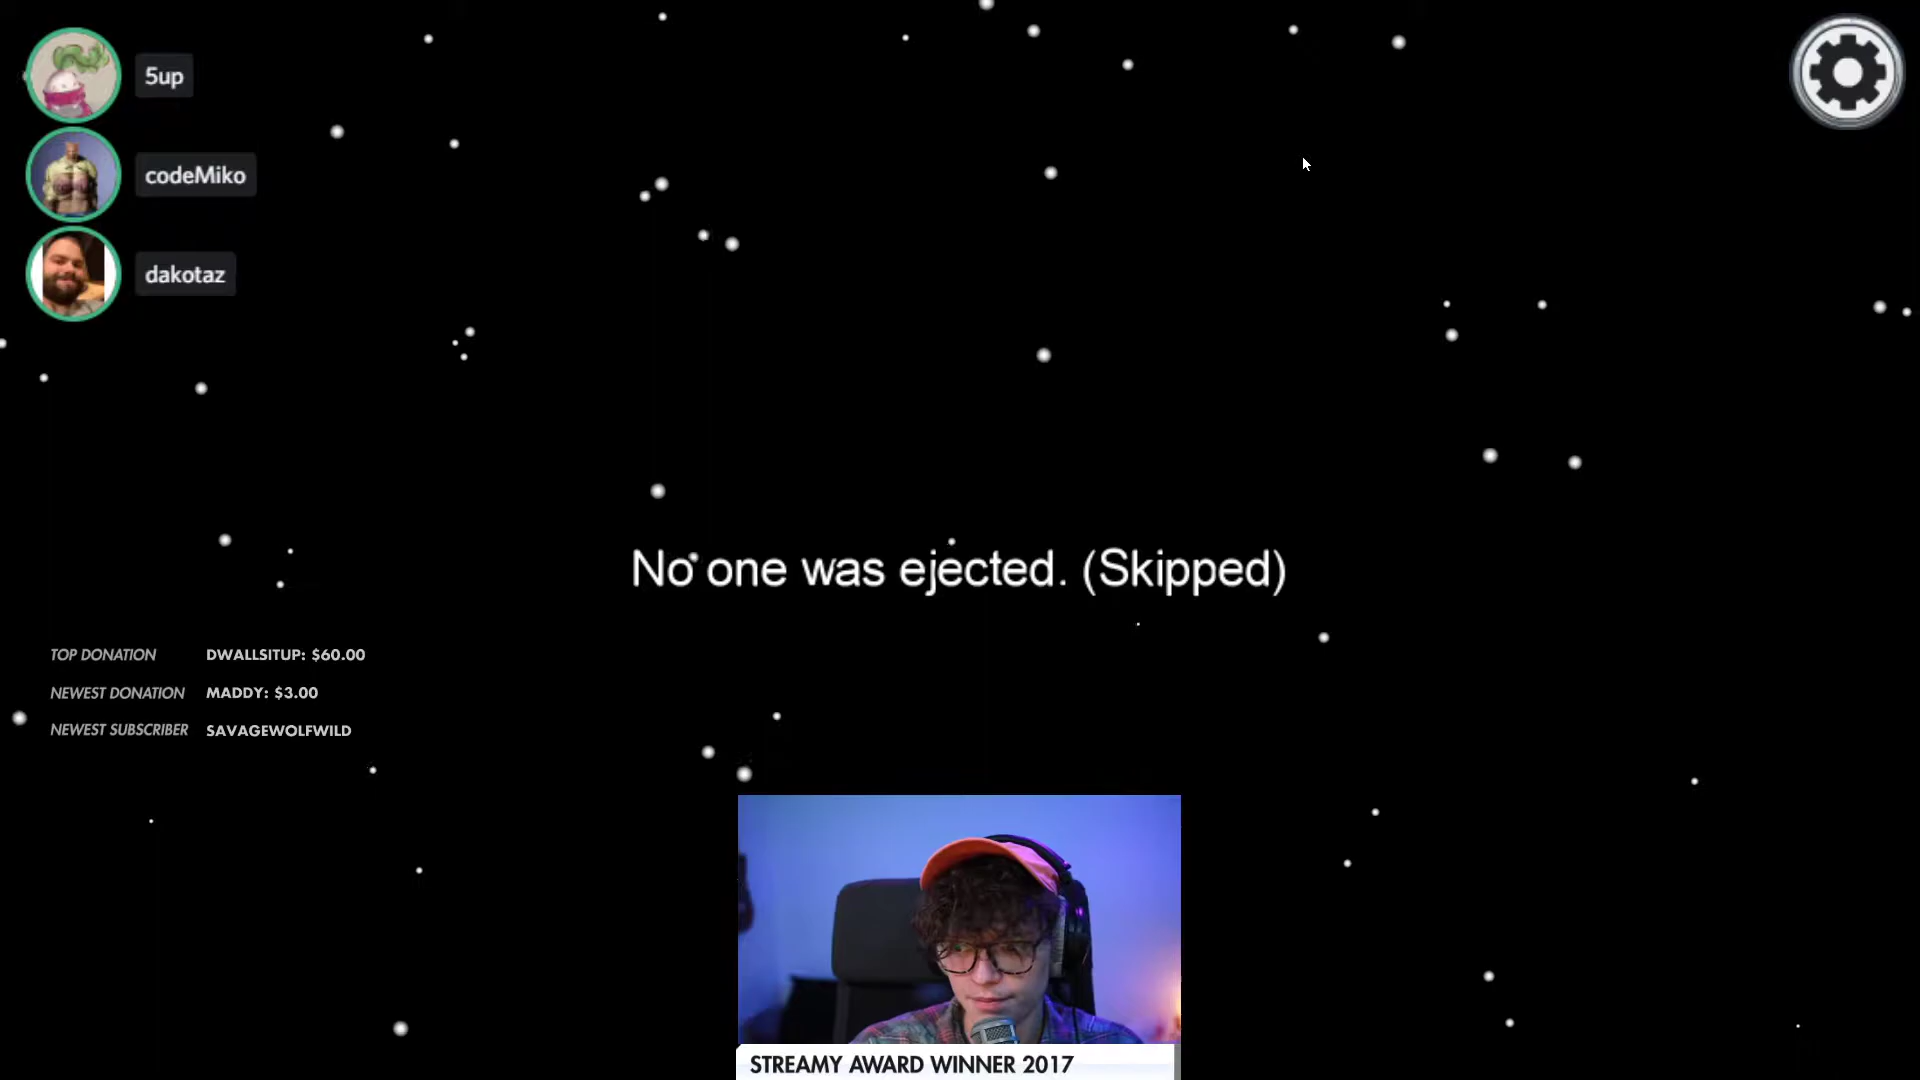 5up
codeMiko
dakotaz
No one was ejected. (Skipped)
TOP DONATION DWALLSITUP: $60.00
NEWEST DONATION MADDY: $3.00
NEWEST SUBSCRIBER SAVAGEWOLFWILD
STREAMY AWARD WINNER 2017